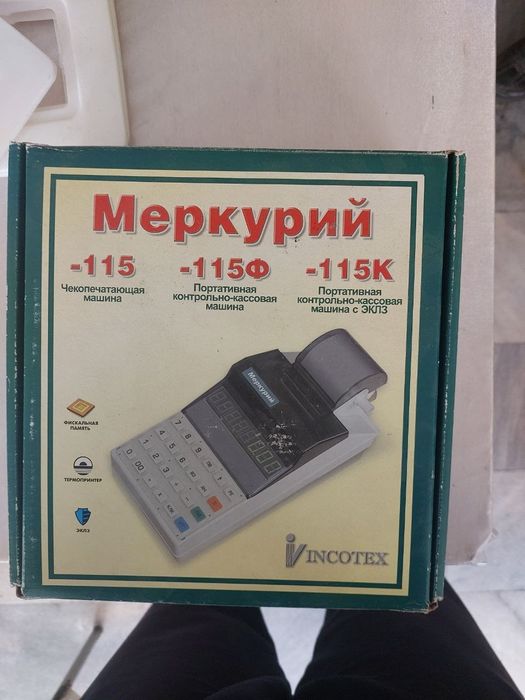 Меркурий
-115
Чекопечатающая
машина
-115Ф
Портативная
контрольно-кассовая
машина
-115К
Портативная
контрольно-кассовая
машина с ЭКЛЗ
Меркурий
ФИСКАЛЬНАЯ
ПАМЯТЬ
ТЕРМОПРИНТЕР
ЭКЛЗ
INCOTEX